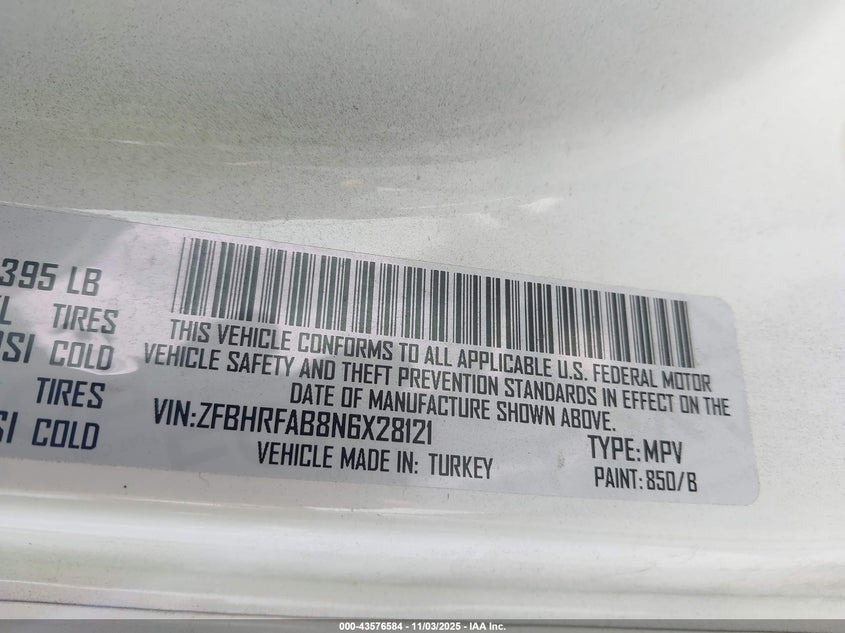 395 LB
TIRES
SI COLD
TIRES
SI COLD
THIS VEHICLE CONFORMS TO ALL APPLICABLE U.S. FEDERAL MOTOR
VEHICLE SAFETY AND THEFT PREVENTION STANDARDS IN EFFECT ON THE
DATE OF MANUFACTURE SHOWN ABOVE.
VIN:ZFBHRFAB8N6X28121
TYPE:MPV
VEHICLE MADE IN: TURKEY
PAINT:850/B
000-43576584 - 11/03/2025 - IAA Inc.